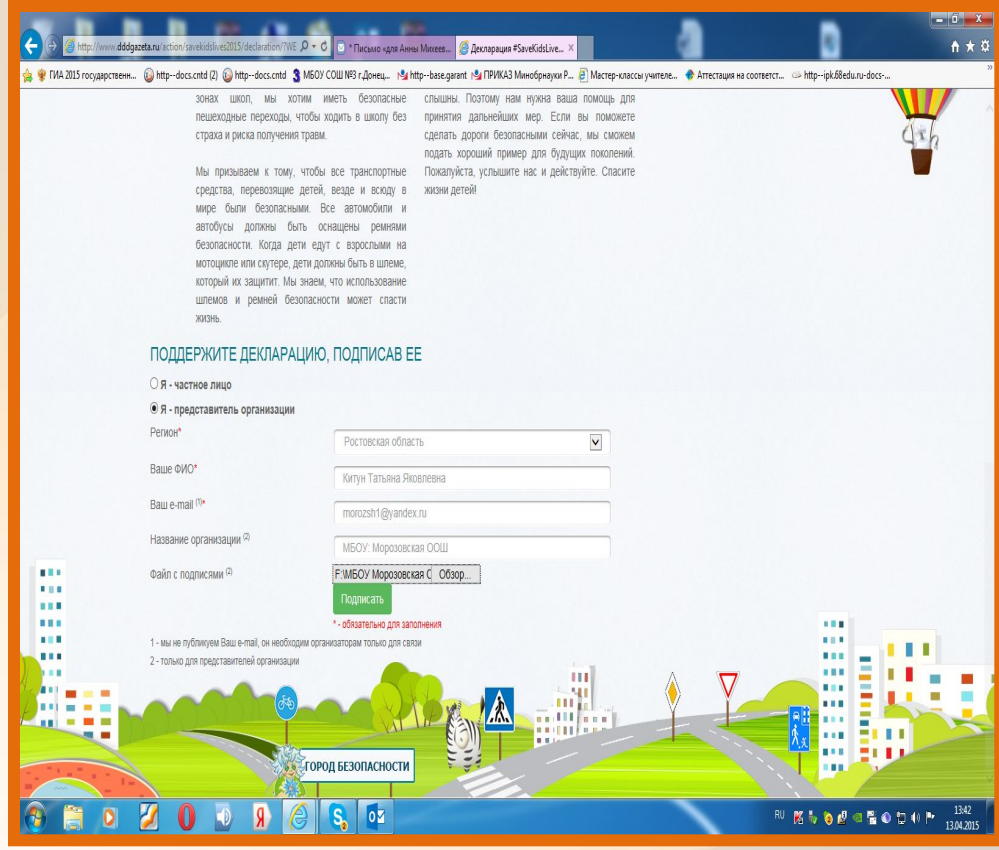 http://www.dddgazeta.ru/action/savekidslives2015/declaration/?WE
* Письмо «для Анны Михеев...
Декларация #SaveKidsLive...
ГИА 2015 государственн...
http--docs.cntd (2)
http--docs.cntd
МБОУ СОШ №3 г.Донец...
http--base.garant
ПРИКАЗ Минобрнауки Р...
Мастер-классы учителе...
Аттестация на соответст...
http--ipk.68edu.ru-docs-...
зонах школ, мы хотим иметь безопасные
пешеходные переходы, чтобы ходить в школу без
страха и риска получения травм.
Мы призываем к тому, чтобы все транспортные
средства, перевозящие детей, везде и всюду в
мире были безопасными. Все автомобили и
автобусы должны быть оснащены ремнями
безопасности. Когда дети едут с взрослыми на
мотоцикле или скутере, дети должны быть в шлеме,
который их защитит. Мы знаем, что использование
шлемов и ремней безопасности может спасти
жизнь.
слышны. Поэтому нам нужна ваша помощь для
принятия дальнейших мер. Если вы поможете
сделать дороги безопасными сейчас, мы сможем
подать хороший пример для будущих поколений.
Пожалуйста, услышите нас и действуйте. Спасите
жизни детей!
ПОДДЕРЖИТЕ ДЕКЛАРАЦИЮ, ПОДПИСАВ ЕЕ
Я - частное лицо
Я - представитель организации
Регион*
Ростовская область
Ваше ФИО*
Китун Татьяна Яковлевна
Ваш e-mail (1)*
morozsh1@yandex.ru
Название организации (2)
МБОУ: Морозовская ООШ
Файл с подписями (2)
F:\МБОУ Морозовская О
Обзор...
Подписать
* - обязательно для заполнения
1 - мы не публикуем Ваш e-mail, он необходим организаторам только для связи
2 - только для представителей организации
ГОРОД БЕЗОПАСНОСТИ
RU
13:42
13.04.2015